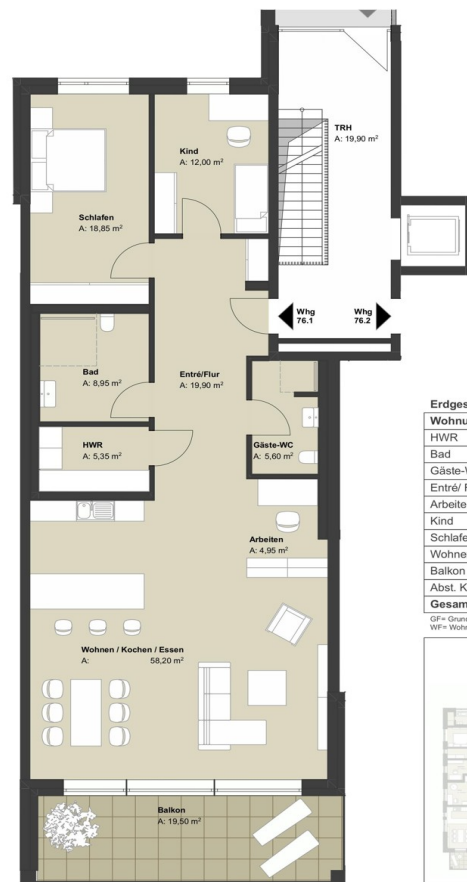 TRH
A: 19,90 m²
Kind
A: 12,00 m²
Schlafen
A: 18,85 m²
Whg
76.1
Whg
76.2
Bad
A: 8,95 m²
Entré/Flur
A: 19,90 m²
HWR
A: 5,35 m²
Gäste-WC
A: 5,60 m²
Arbeiten
A: 4,95 m²
Wohnen / Kochen / Essen
A: 58,20 m²
Balkon
A: 19,50 m²
HWR
Bad
Kind
Balkon
Abst.